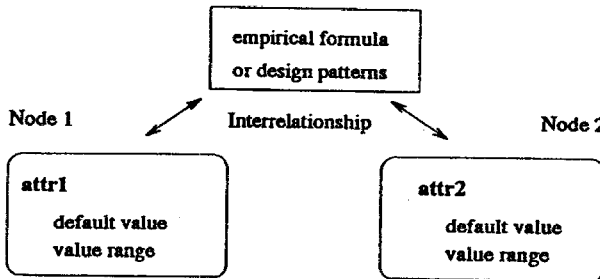 empirical formula
or design patterns
Node 1
Interrelationship
Node 2
attr1
default value
value range
attr2
default value
value range